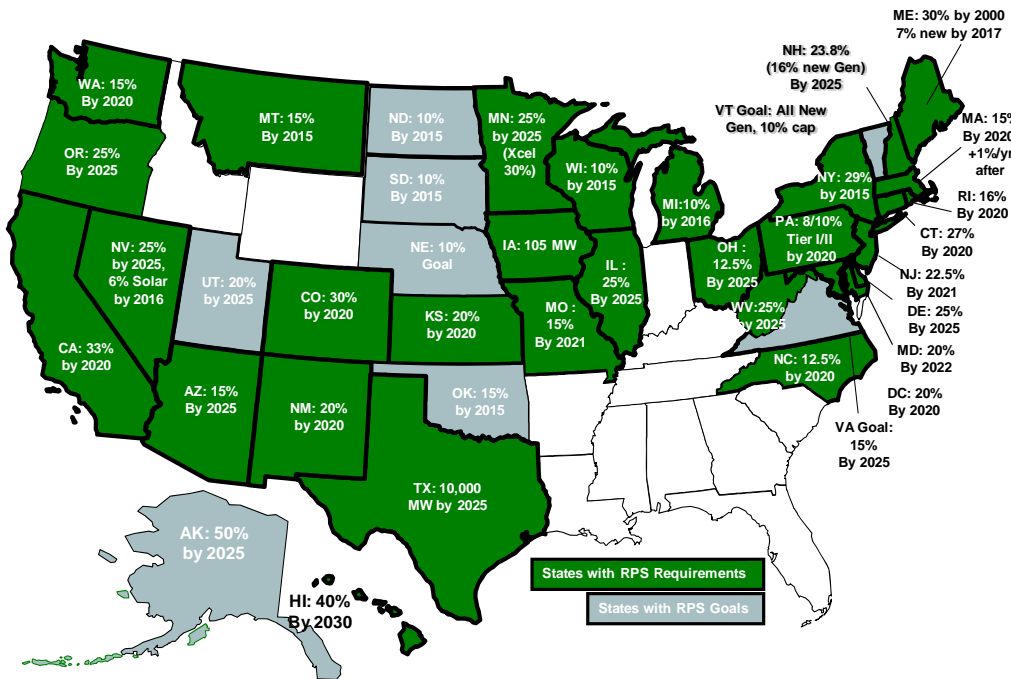 ME: 30% by 2000
7% new by 2017
NH: 23.8%
(16% new Gen)
By 2025
VT Goal: All New
Gen, 10% cap
WA: 15%
By 2020
MT: 15%
By 2015
ND: 10%
By 2015
MN: 25%
by 2025
(Xcel
30%)
MA: 15%
By 2020
+1%/yr
after
OR: 25%
By 2025
SD: 10%
By 2015
WI: 10%
by 2015
MI:10%
by 2016
NY: 29%
by 2015
RI: 16%
By 2020
CT: 27%
By 2020
NV: 25%
by 2025,
6% Solar
by 2016
UT: 20%
by 2025
NE: 10%
Goal
IA: 105 MW
IL :
25%
By 2025
OH :
12.5%
By 2025
PA: 8/10%
Tier I/II
by 2020
NJ: 22.5%
By 2021
DE: 25%
By 2025
CO: 30%
by 2020
KS: 20%
by 2020
MO :
15%
By 2021
WV:25%
by 2025
MD: 20%
By 2022
CA: 33%
by 2020
AZ: 15%
By 2025
NM: 20%
by 2020
OK: 15%
by 2015
NC: 12.5%
by 2020
DC: 20%
By 2020
VA Goal:
15%
By 2025
TX: 10,000
MW by 2025
AK: 50%
by 2025
HI: 40%
By 2030
States with RPS Requirements
States with RPS Goals